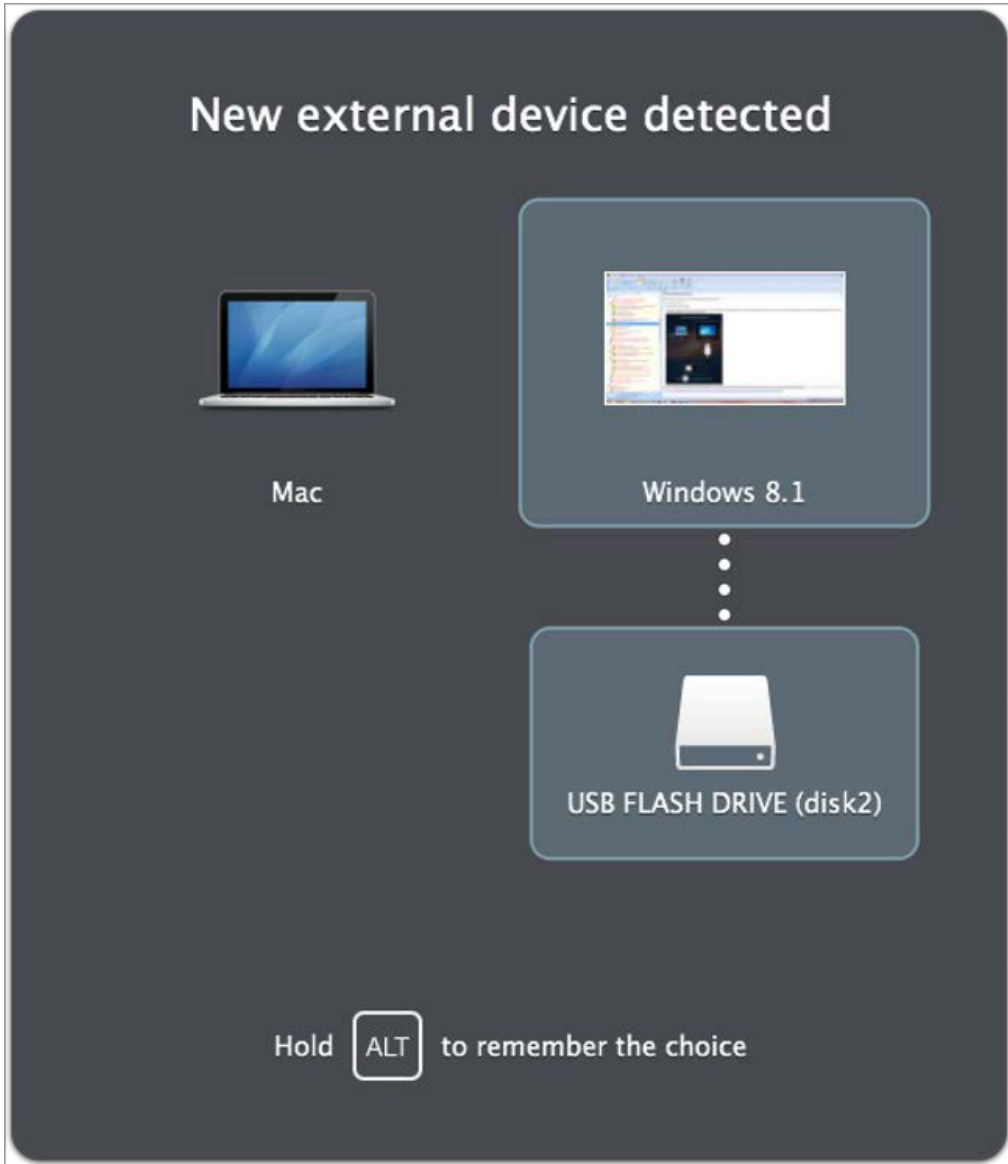 New external device detected
Mac
Windows 8.1
USB FLASH DRIVE (disk2)
Hold ALT to remember the choice